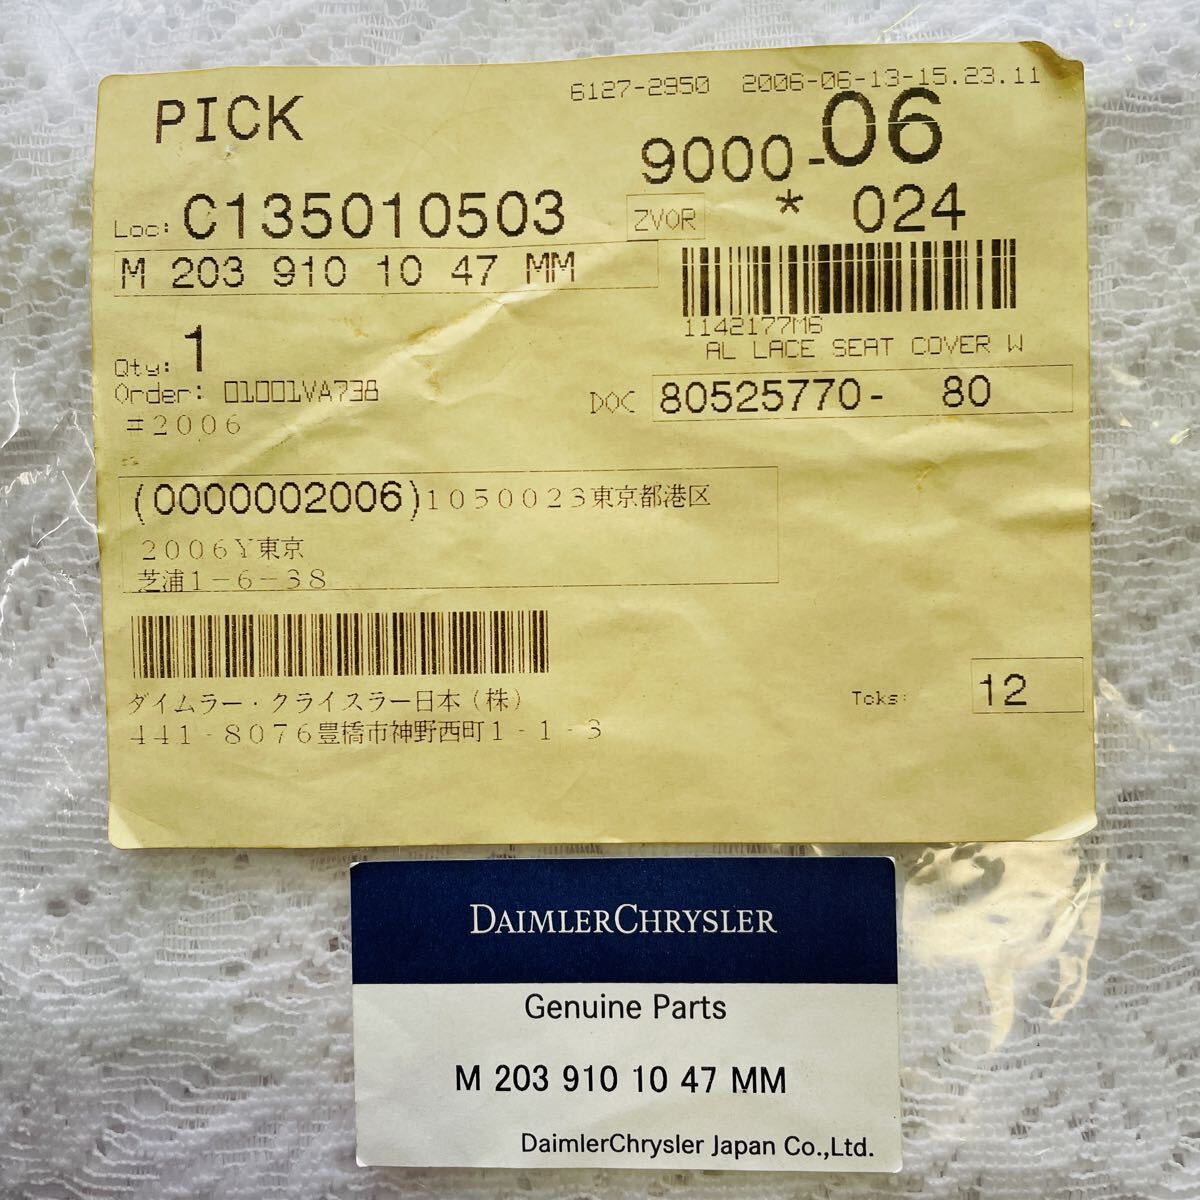 6127-2950 2006-06-13-15.23.11
PICK
9000-06
Loc: C135010503
ZVOR * 024
M 203 910 10 47 MM
1142177M6
AL LACE SEAT COVER W
Qty: 1
Order: 01001VA738
DOC 80525770- 80
=2006
(0000002006)1050023東京都港区
2006Y東京
芝浦1-6-38
ダイムラー・クライスラー日本(株)
Tcks: 12
441-8076豊橋市神野西町1-1-3
DAIMLERCHRYSLER
Genuine Parts
M 203 910 10 47 MM
DaimlerChrysler Japan Co.,Ltd.